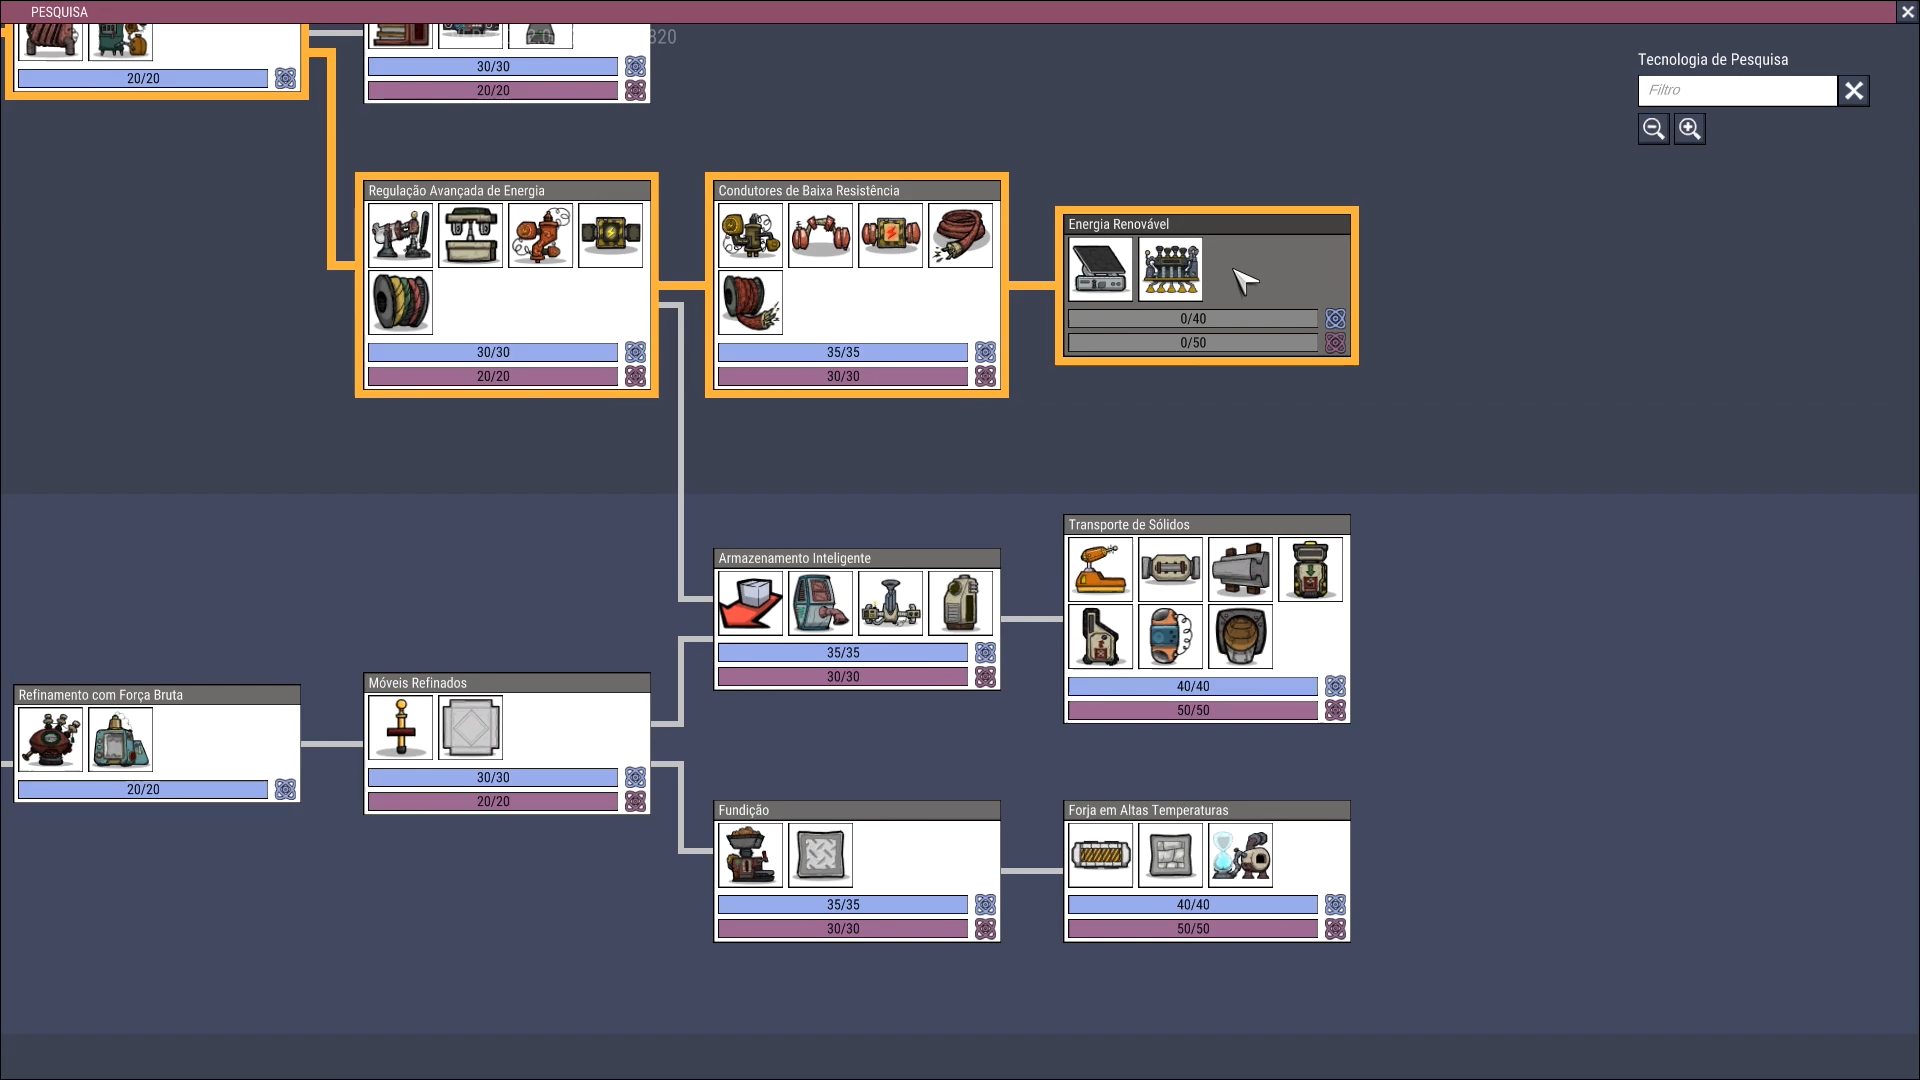 PESQUISA
20/20
30/30
20/20
820
Tecnologia de Pesquisa
Filtro
Regulação Avançada de Energia
30/30
20/20
Condutores de Baixa Resistência
35/35
30/30
Energia Renovável
0/40
0/50
Armazenamento Inteligente
35/35
30/30
Transporte de Sólidos
40/40
50/50
Refinamento com Força Bruta
20/20
Móveis Refinados
30/30
20/20
Fundição
35/35
30/30
Forja em Altas Temperaturas
40/40
50/50